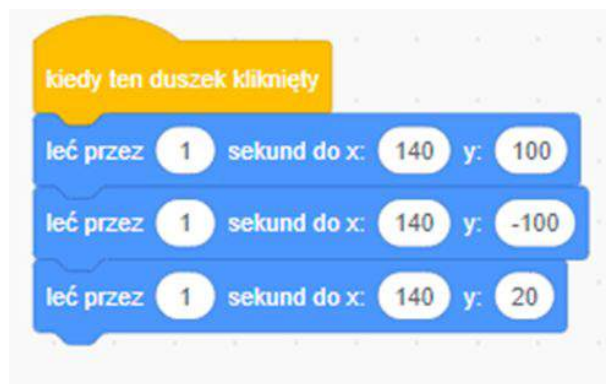 kiedy ten duszek kliknięty
leć przez 1 sekund do x: 140 y: 100
leć przez 1 sekund do x: 140 y: -100
leć przez 1 sekund do x: 140 y: 20